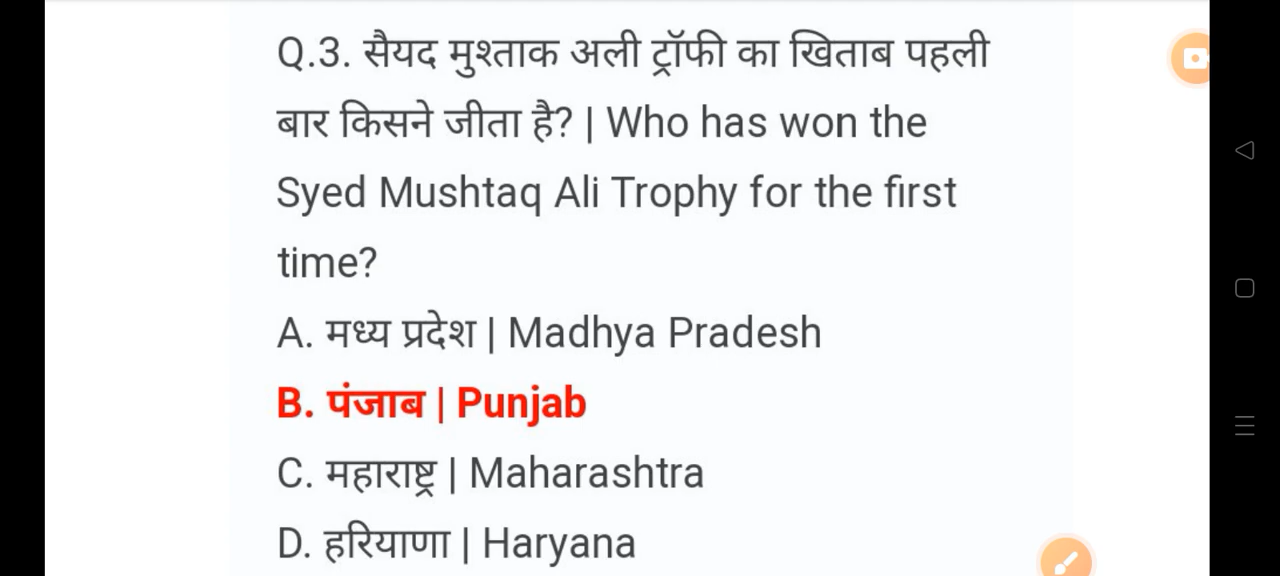 Q.3. सैयद मुश्ताक अली ट्रॉफी का खिताब पहली
बार किसने जीता है? | Who has won the
Syed Mushtaq Ali Trophy for the first
time?
A. मध्य प्रदेश | Madhya Pradesh
B. पंजाब | Punjab
C. महाराष्ट्र | Maharashtra
D. हरियाणा | Haryana